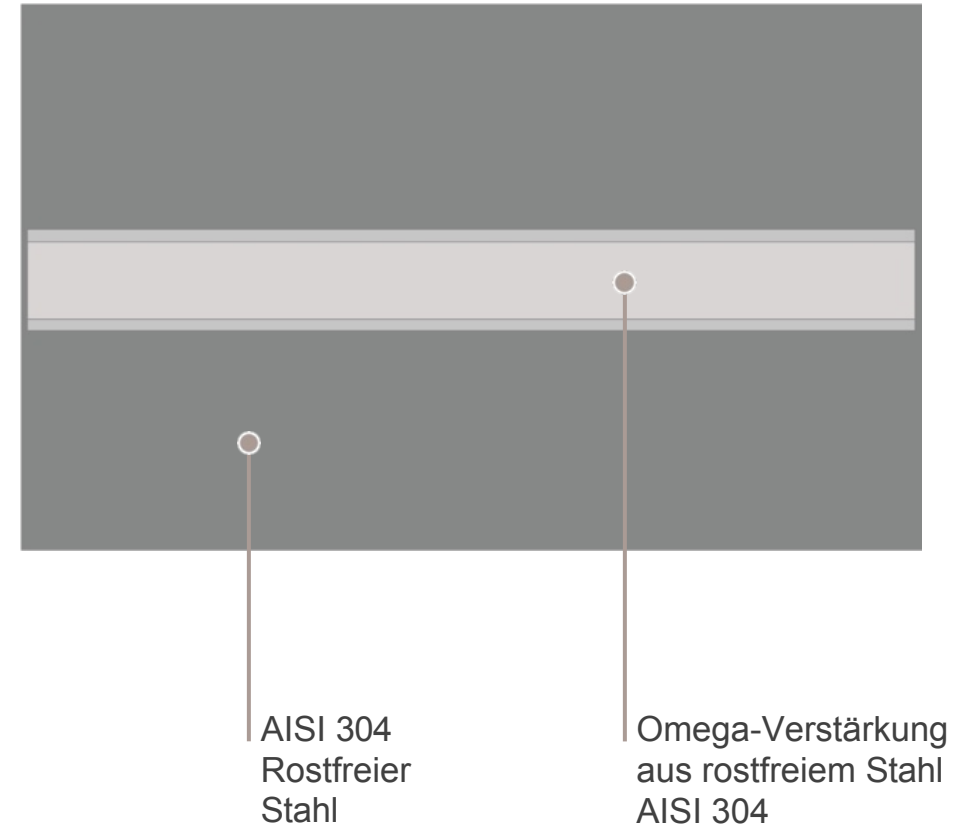 AISI 304
Rostfreier
Stahl
Omega-Verstärkung
aus rostfreiem Stahl
AISI 304